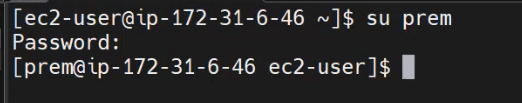 [ec2-user@ip-172-31-6-46 ~]$ su prem
Password:
[prem@ip-172-31-6-46 ec2-user]$